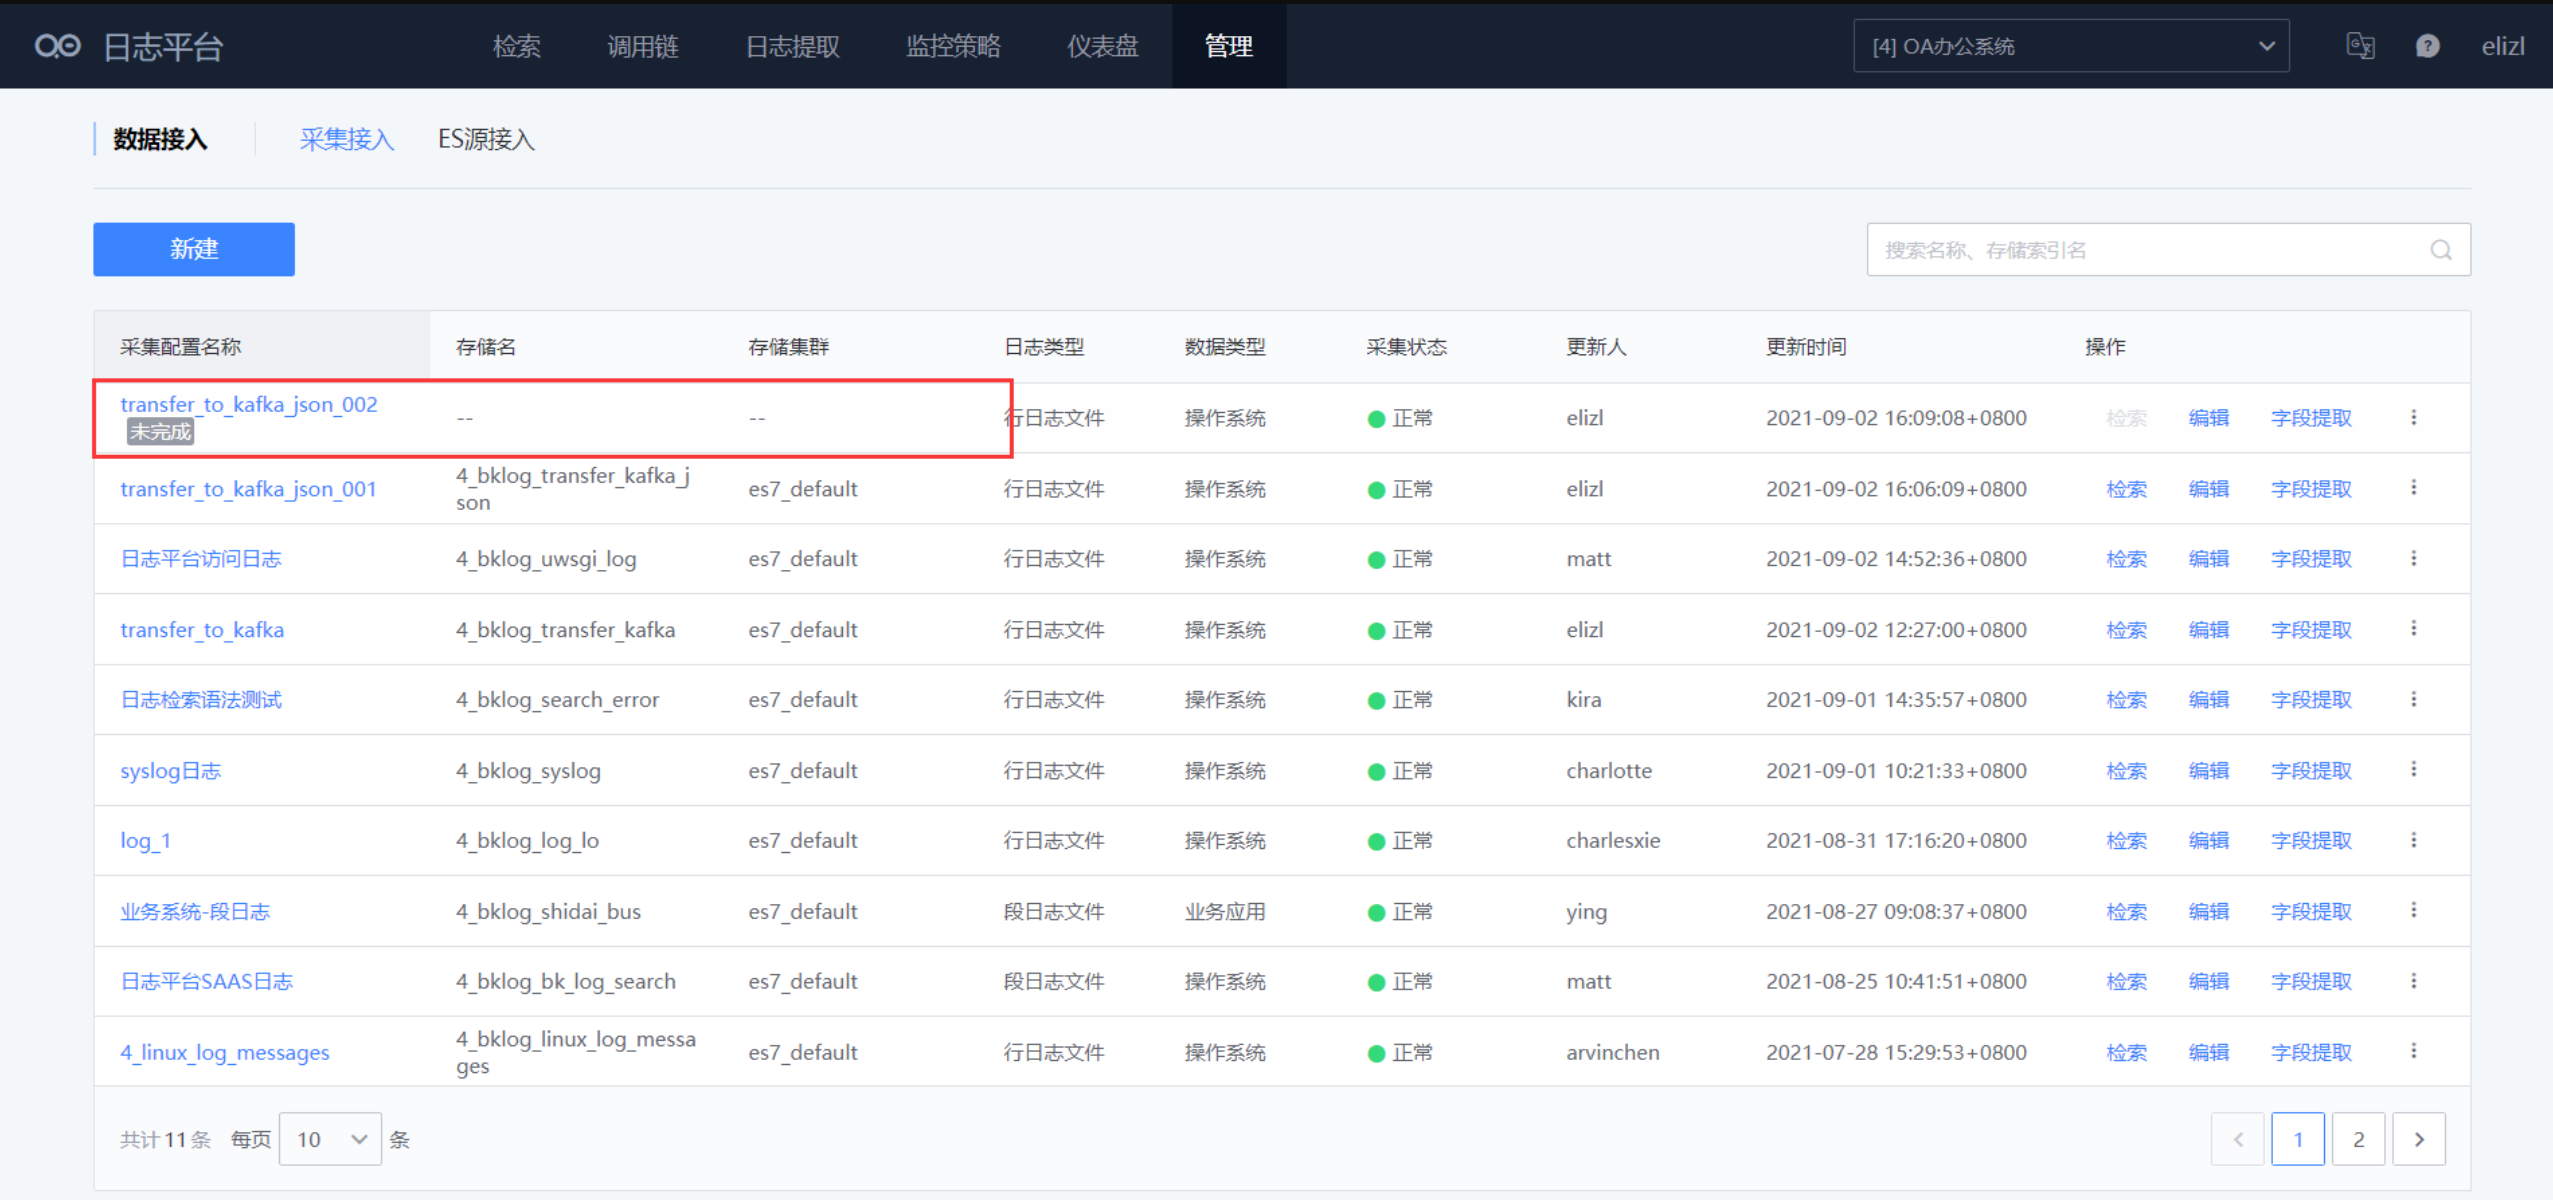 日志平台 检索 调用链 日志提取 监控策略 仪表盘 管理 [4] OA办公系统 elizl
数据接入 采集接入 ES源接入
新建 搜索名称、存储索引名
采集配置名称 存储名 存储集群 日志类型 数据类型 采集状态 更新人 更新时间 操作
transfer_to_kafka_json_002 -- -- 行日志文件 操作系统 正常 elizl 2021-09-02 16:09:08+0800 检索 编辑 字段提取
未完成
transfer_to_kafka_json_001 4_bklog_transfer_kafka_j es7_default 行日志文件 操作系统 正常 elizl 2021-09-02 16:06:09+0800 检索 编辑 字段提取
son
日志平台访问日志 4_bklog_uwsgi_log es7_default 行日志文件 操作系统 正常 matt 2021-09-02 14:52:36+0800 检索 编辑 字段提取
transfer_to_kafka 4_bklog_transfer_kafka es7_default 行日志文件 操作系统 正常 elizl 2021-09-02 12:27:00+0800 检索 编辑 字段提取
日志检索语法测试 4_bklog_search_error es7_default 行日志文件 操作系统 正常 kira 2021-09-01 14:35:57+0800 检索 编辑 字段提取
syslog日志 4_bklog_syslog es7_default 行日志文件 操作系统 正常 charlotte 2021-09-01 10:21:33+0800 检索 编辑 字段提取
log_1 4_bklog_log_lo es7_default 行日志文件 操作系统 正常 charlesxie 2021-08-31 17:16:20+0800 检索 编辑 字段提取
业务系统-段日志 4_bklog_shidai_bus es7_default 段日志文件 业务应用 正常 ying 2021-08-27 09:08:37+0800 检索 编辑 字段提取
日志平台SAAS日志 4_bklog_bk_log_search es7_default 段日志文件 操作系统 正常 matt 2021-08-25 10:41:51+0800 检索 编辑 字段提取
4_linux_log_messages 4_bklog_linux_log_messa es7_default 行日志文件 操作系统 正常 arvinchen 2021-07-28 15:29:53+0800 检索 编辑 字段提取
ges
共计 11 条 每页 10 条 1 2